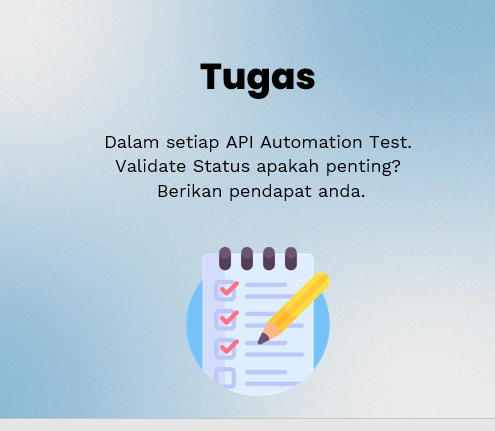 Tugas
Dalam setiap API Automation Test.
Validate Status apakah penting?
Berikan pendapat anda.